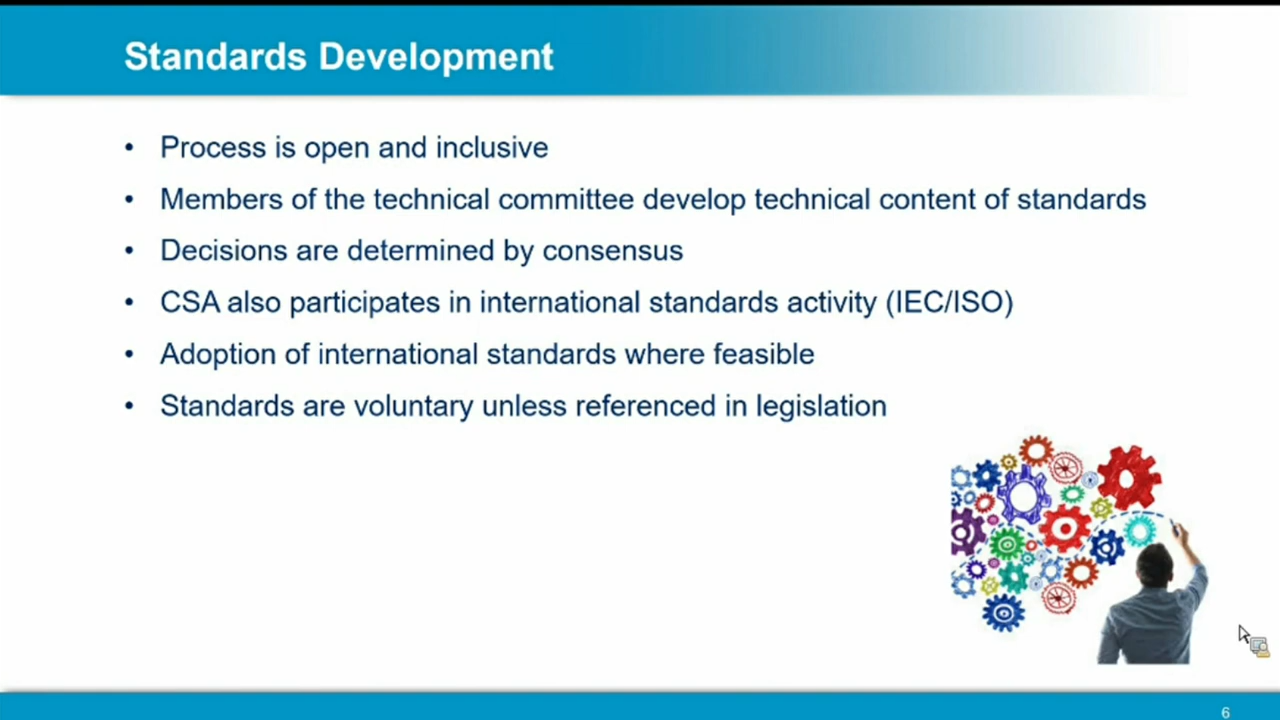 Standards Development
• Process is open and inclusive
• Members of the technical committee develop technical content of standards
• Decisions are determined by consensus
• CSA also participates in international standards activity (IEC/ISO)
• Adoption of international standards where feasible
• Standards are voluntary unless referenced in legislation
6